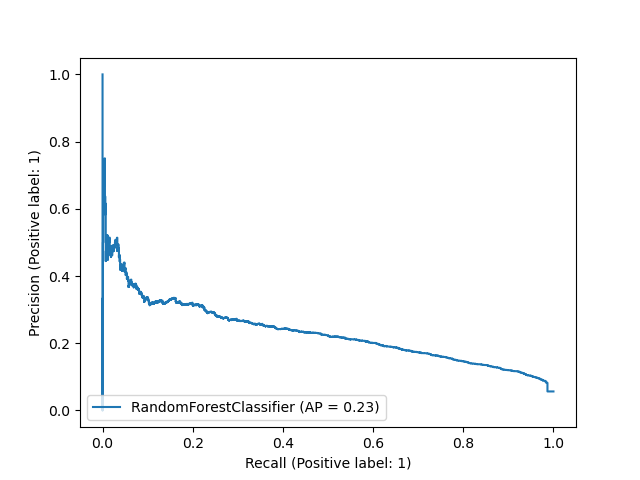 1.0
0.8
0.6
0.4
0.2
0.0
Precision (Positive label: 1)
RandomForestClassifier (AP = 0.23)
0.0 0.2 0.4 0.6 0.8 1.0
Recall (Positive label: 1)